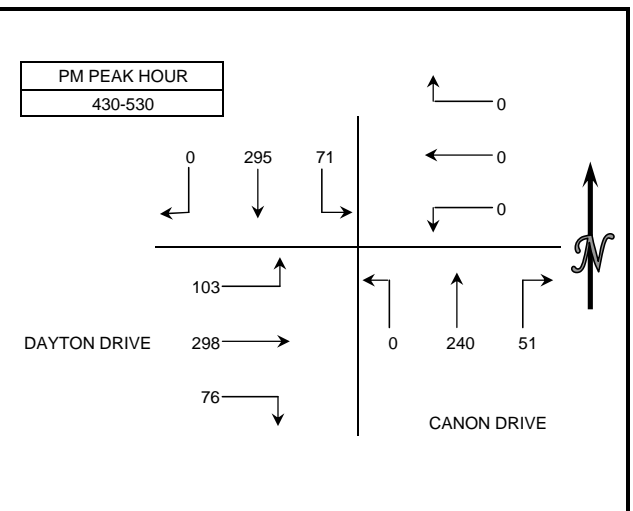 PM PEAK HOUR
430-530
0
0 295 71
0
0
103
DAYTON DRIVE 298
0 240 51
76
CANON DRIVE
N